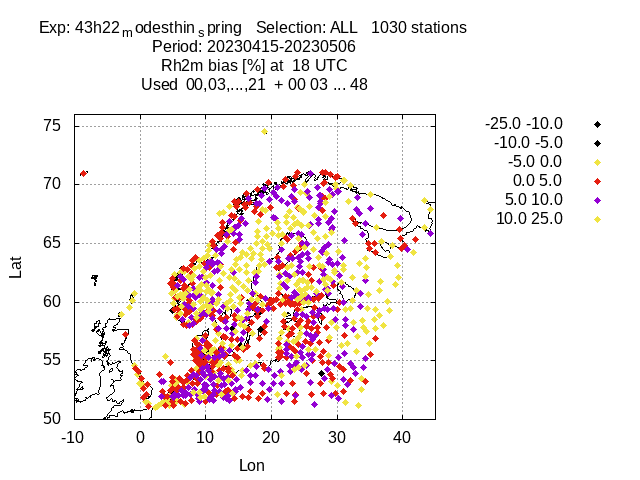 Exp: 43h22modesthinspring Selection: ALL 1030 stations
Period: 20230415-20230506
Rh2m bias [%] at 18 UTC
Used 00,03,...,21 + 00 03 ... 48
-25.0 -10.0
-10.0 -5.0
-5.0 0.0
0.0 5.0
5.0 10.0
10.0 25.0
75
70
65
60
55
50
Lat
-10 0 10 20 30 40
Lon